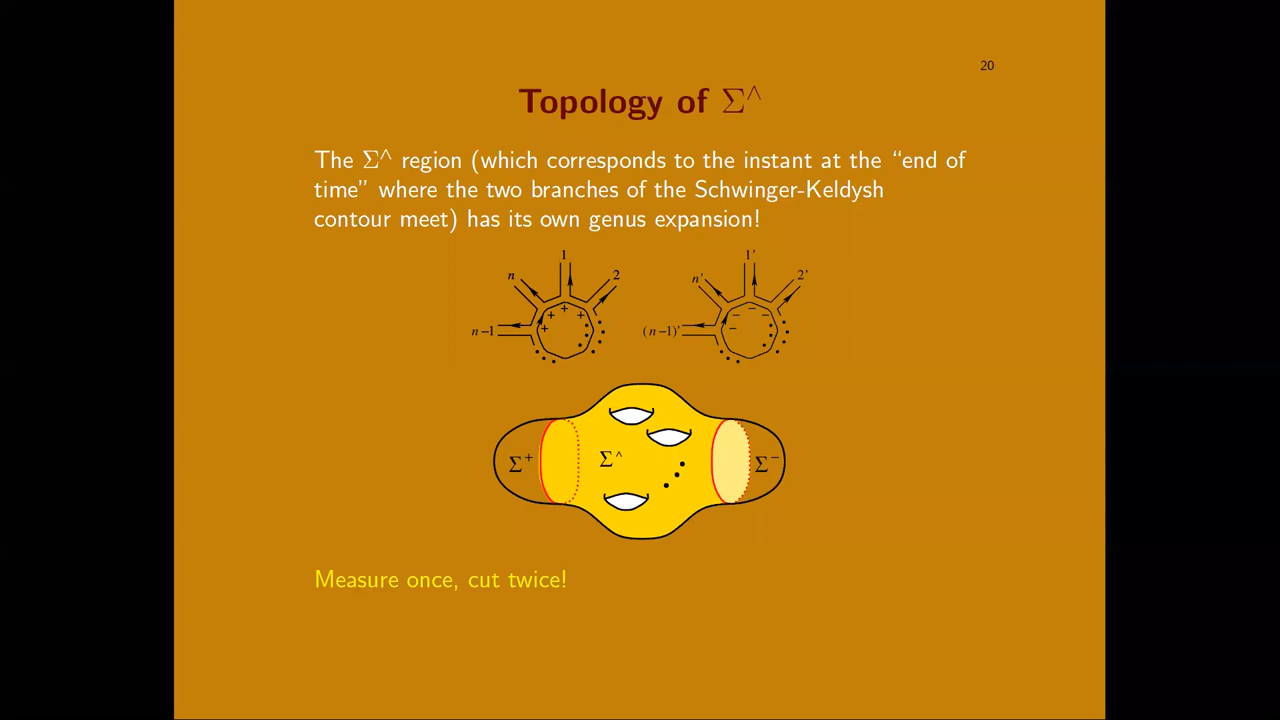 20
Topology of Σ^
The Σ^ region (which corresponds to the instant at the “end of
time” where the two branches of the Schwinger-Keldysh
contour meet) has its own genus expansion!
1 1'
n 2 n' 2'
+ + + − − −
n−1 + (n−1)' −
Σ+ Σ^ Σ−
Measure once, cut twice!